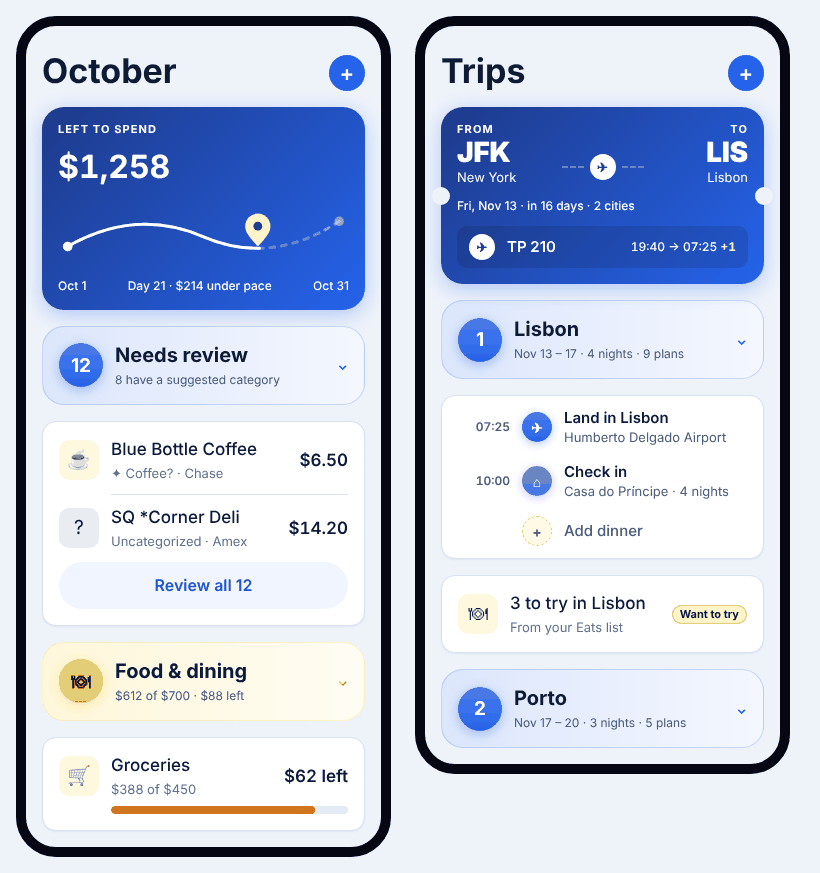 October
+
LEFT TO SPEND
$1,258
Oct 1
Day 21 · $214 under pace
Oct 31
12
Needs review
8 have a suggested category
Blue Bottle Coffee
✦ Coffee? · Chase
$6.50
?
SQ *Corner Deli
Uncategorized · Amex
$14.20
Review all 12
Food & dining
$612 of $700 · $88 left
Groceries
$388 of $450
$62 left
Trips
+
FROM
TO
JFK
LIS
New York
Lisbon
Fri, Nov 13 · in 16 days · 2 cities
TP 210
19:40 → 07:25 +1
1
Lisbon
Nov 13 – 17 · 4 nights · 9 plans
07:25
Land in Lisbon
Humberto Delgado Airport
10:00
Check in
Casa do Príncipe · 4 nights
+
Add dinner
3 to try in Lisbon
From your Eats list
Want to try
2
Porto
Nov 17 – 20 · 3 nights · 5 plans